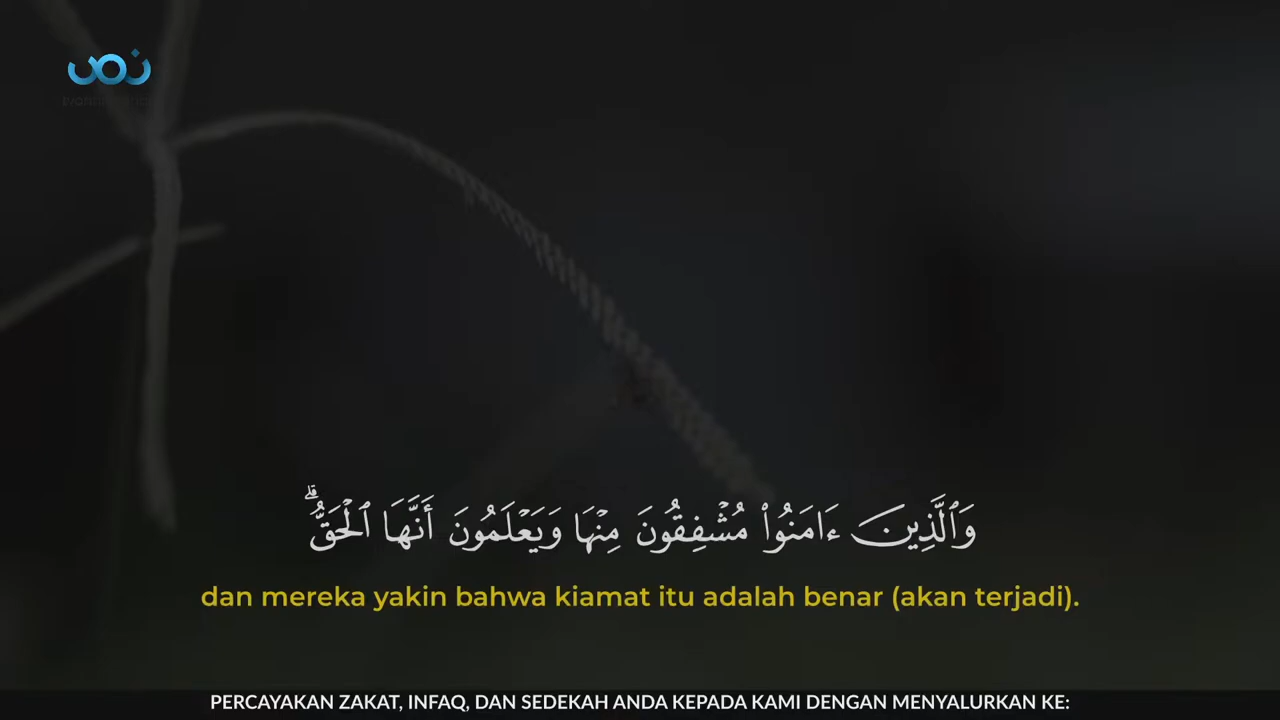 نص
وَٱلَّذِينَ ءَامَنُوا۟ مُشْفِقُونَ مِنْهَا وَيَعْلَمُونَ أَنَّهَا ٱلْحَقُّ ۗ
dan mereka yakin bahwa kiamat itu adalah benar (akan terjadi).
PERCAYAKAN ZAKAT, INFAQ, DAN SEDEKAH ANDA KEPADA KAMI DENGAN MENYALURKAN KE: